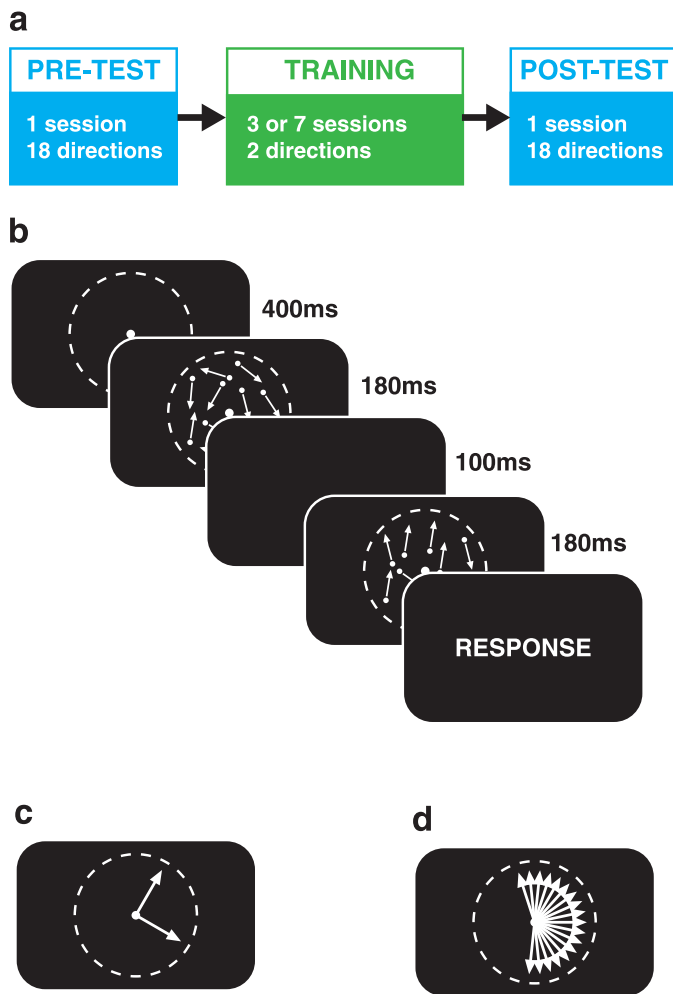 a
PRE-TEST
1 session
18 directions
TRAINING
3 or 7 sessions
2 directions
POST-TEST
1 session
18 directions
b
400ms
180ms
100ms
180ms
RESPONSE
c
d